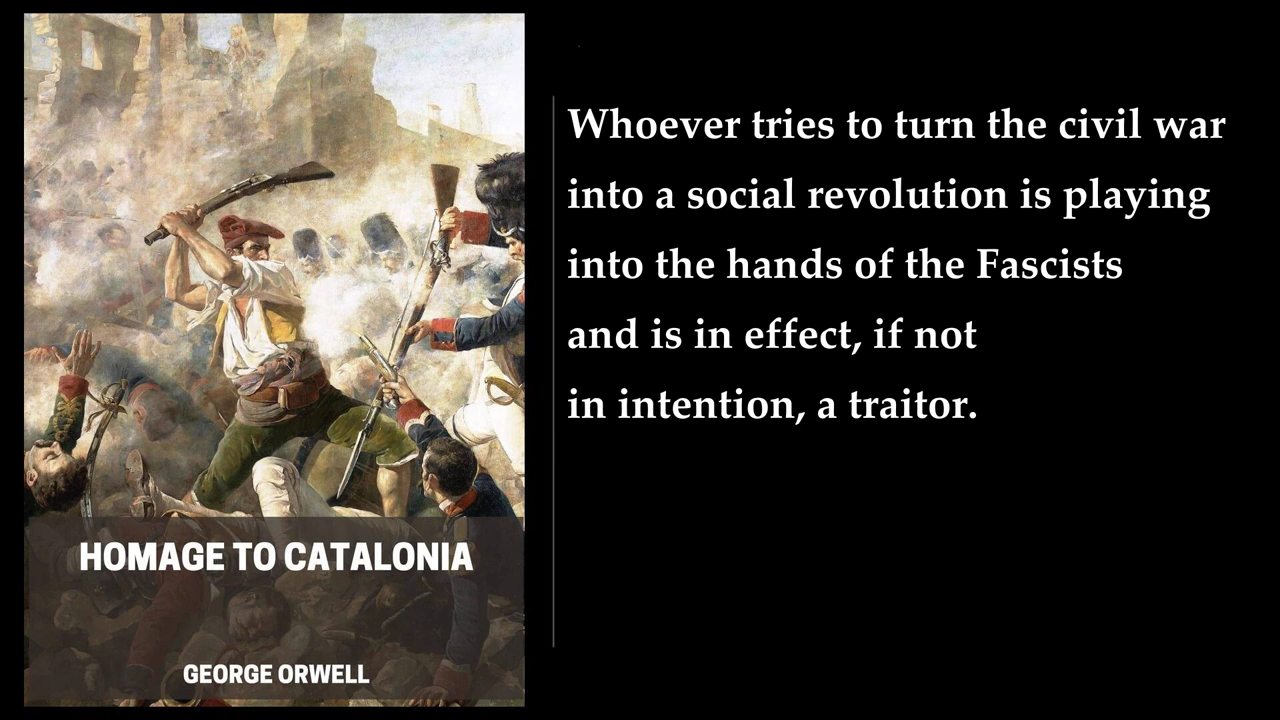 Whoever tries to turn the civil war
into a social revolution is playing
into the hands of the Fascists
and is in effect, if not
in intention, a traitor.
HOMAGE TO CATALONIA
GEORGE ORWELL